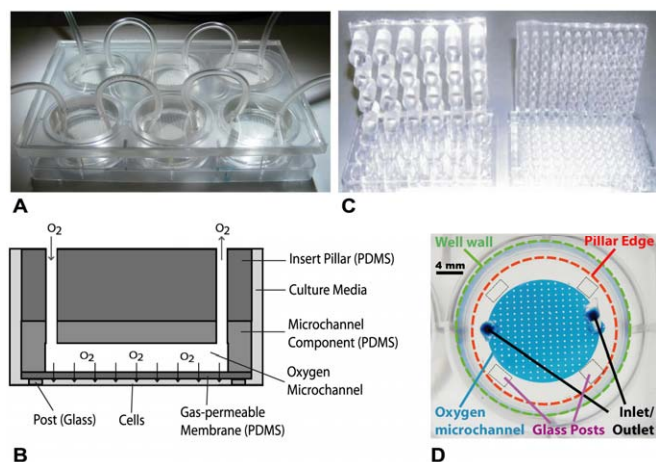 A
C
O2
O2
Insert Pillar (PDMS)
Culture Media
Microchannel
Component (PDMS)
O2
O2
O2
Oxygen
Microchannel
Post (Glass)
Cells
Gas-permeable
Membrane (PDMS)
B
Well wall
Pillar Edge
4 mm
Oxygen
microchannel
Glass Posts
Inlet/
Outlet
D